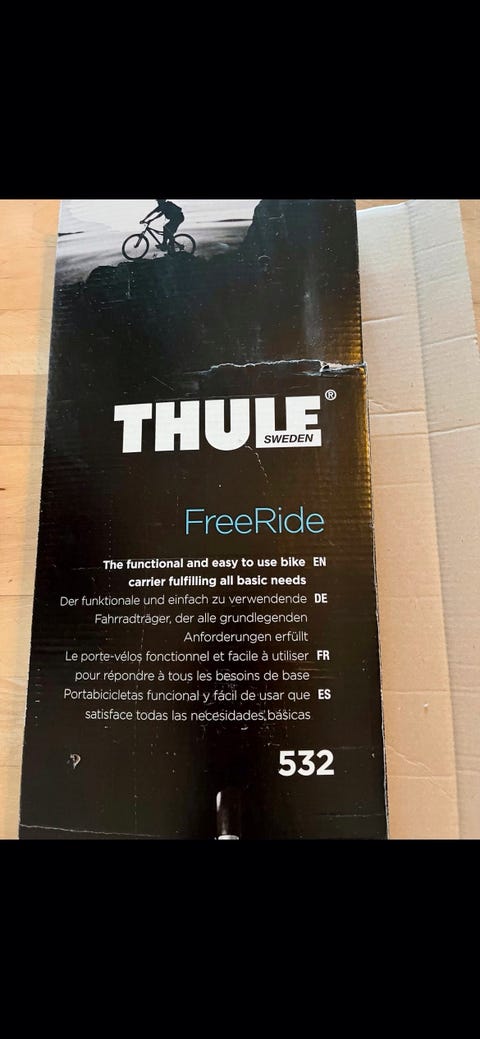 THULE®
SWEDEN
FreeRide
The functional and easy to use bike EN
carrier fulfilling all basic needs
Der funktionale und einfach zu verwendende DE
Fahrradträger, der alle grundlegenden
Anforderungen erfüllt
Le porte-vélos fonctionnel et facile à utiliser FR
pour répondre à tous les besoins de base
Portabicicletas funcional y fácil de usar que ES
satisface todas las necesidades básicas
532